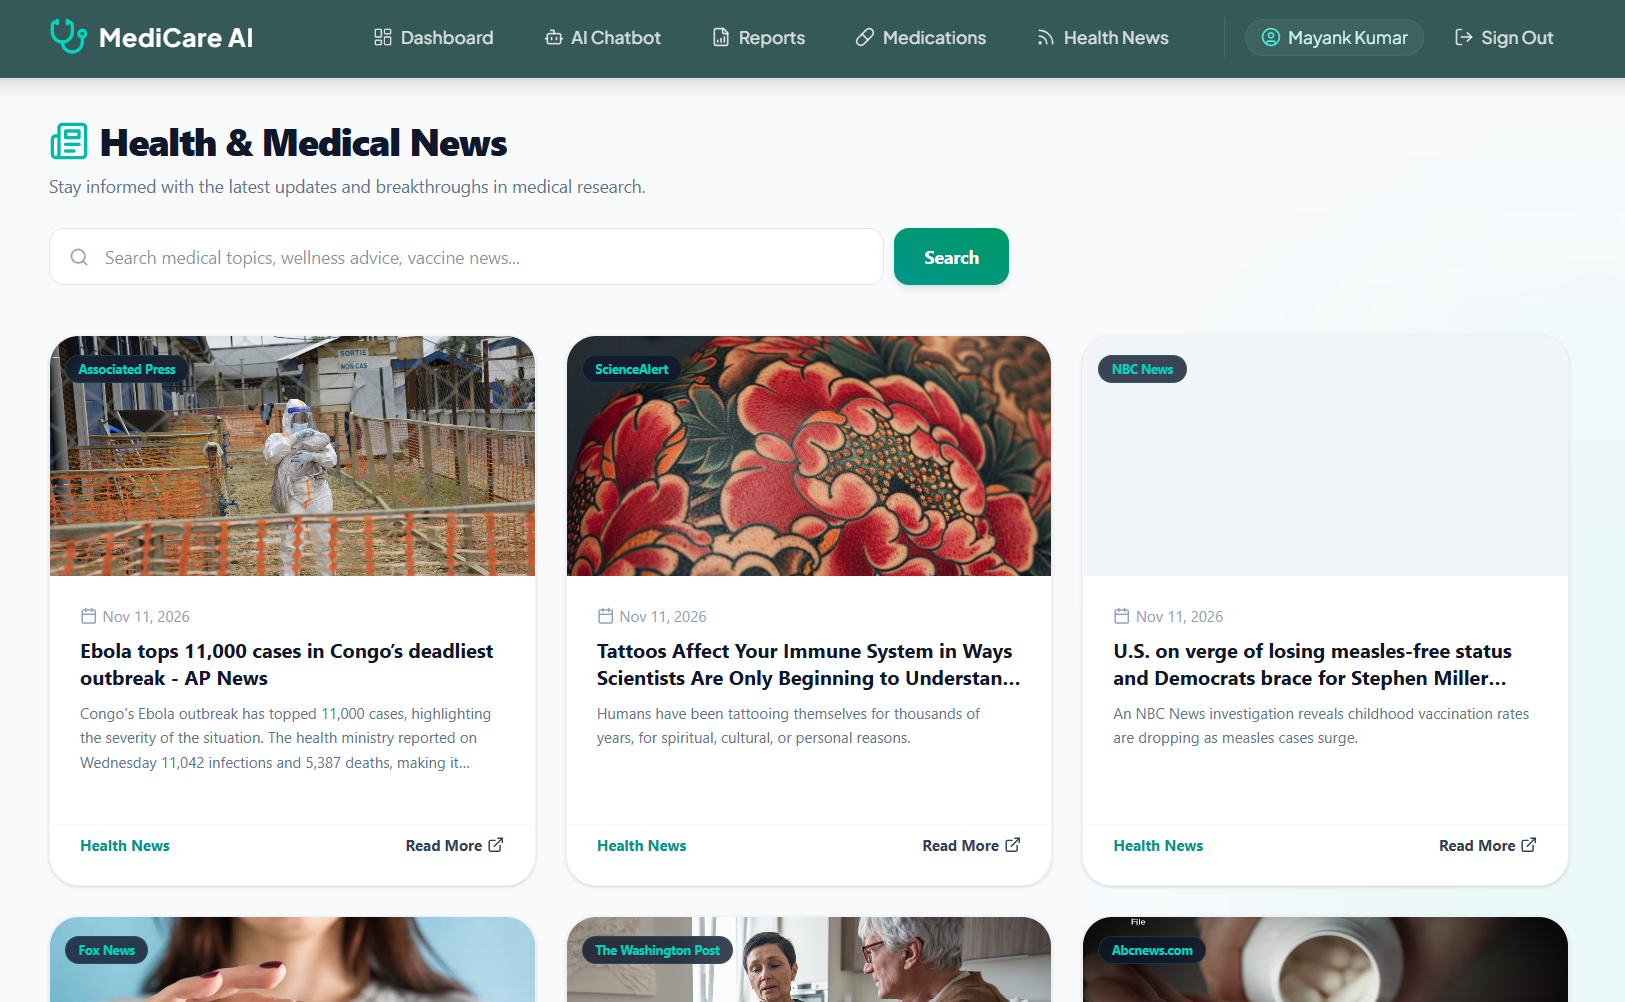 MediCare AI
Dashboard
AI Chatbot
Reports
Medications
Health News
Mayank Kumar
Sign Out
Health & Medical News
Stay informed with the latest updates and breakthroughs in medical research.
Search medical topics, wellness advice, vaccine news...
Search
Associated Press
SORTIE
NON CAS
Nov 11, 2026
Ebola tops 11,000 cases in Congo’s deadliest
outbreak - AP News
Congo's Ebola outbreak has topped 11,000 cases, highlighting
the severity of the situation. The health ministry reported on
Wednesday 11,042 infections and 5,387 deaths, making it...
Health News
Read More
ScienceAlert
Nov 11, 2026
Tattoos Affect Your Immune System in Ways
Scientists Are Only Beginning to Understan...
Humans have been tattooing themselves for thousands of
years, for spiritual, cultural, or personal reasons.
Health News
Read More
NBC News
Nov 11, 2026
U.S. on verge of losing measles-free status
and Democrats brace for Stephen Miller...
An NBC News investigation reveals childhood vaccination rates
are dropping as measles cases surge.
Health News
Read More
Fox News
The Washington Post
File
Abcnews.com